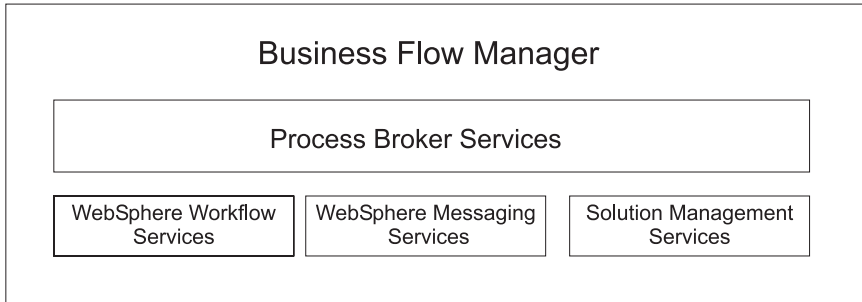 Business Flow Manager
Process Broker Services
WebSphere Workflow
Services
WebSphere Messaging
Services
Solution Management
Services